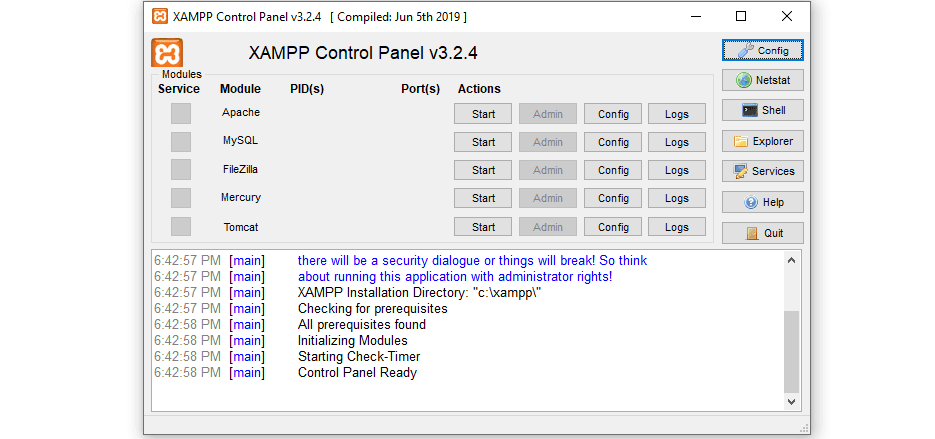 XAMPP Control Panel v3.2.4 [ Compiled: Jun 5th 2019 ]
XAMPP Control Panel v3.2.4
Config
Modules
Service Module PID(s) Port(s) Actions
Netstat
Apache Start Admin Config Logs
Shell
MySQL Start Admin Config Logs
Explorer
FileZilla Start Admin Config Logs
Services
Mercury Start Admin Config Logs
Help
Tomcat Start Admin Config Logs
Quit
6:42:57 PM [main] there will be a security dialogue or things will break! So think
6:42:57 PM [main] about running this application with administrator rights!
6:42:57 PM [main] XAMPP Installation Directory: "c:\xampp\"
6:42:57 PM [main] Checking for prerequisites
6:42:58 PM [main] All prerequisites found
6:42:58 PM [main] Initializing Modules
6:42:58 PM [main] Starting Check-Timer
6:42:58 PM [main] Control Panel Ready